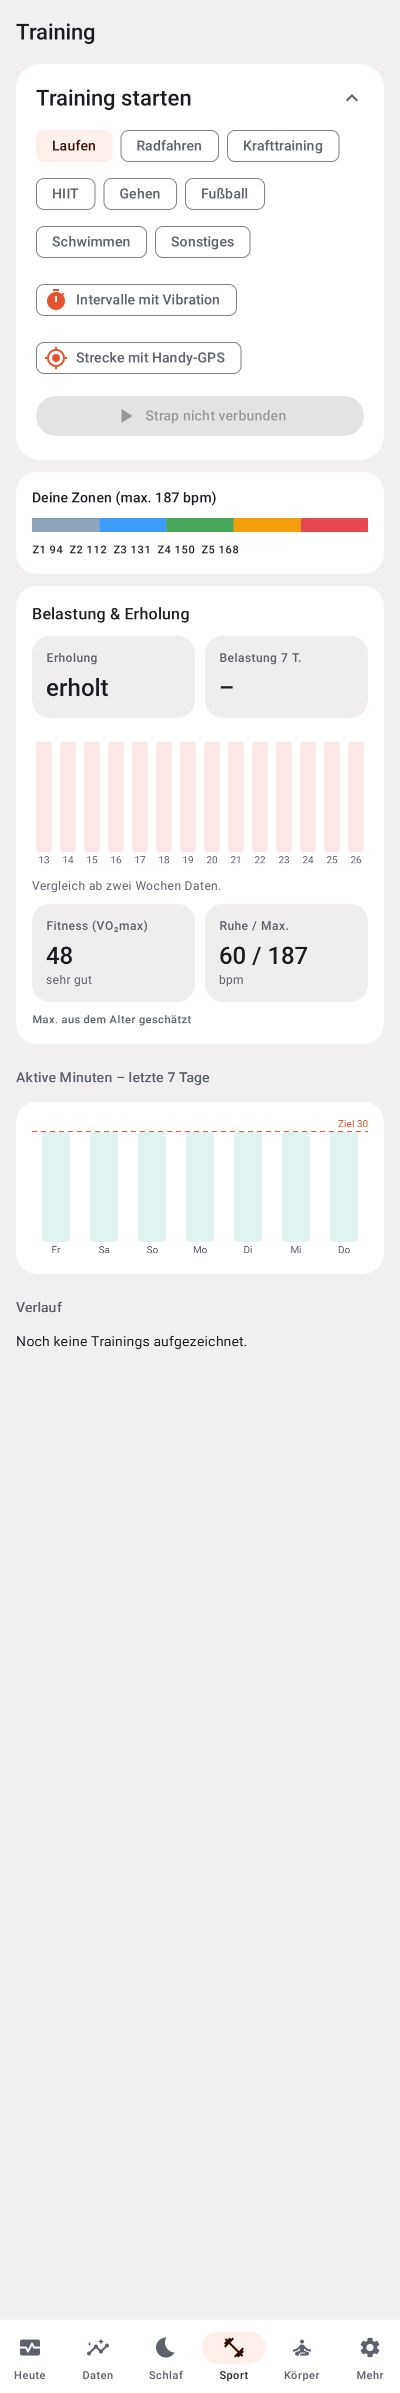 Training
Training starten
Laufen Radfahren Krafttraining
HIIT Gehen Fußball
Schwimmen Sonstiges
Intervalle mit Vibration
Strecke mit Handy-GPS
Strap nicht verbunden
Deine Zonen (max. 187 bpm)
Z1 94 Z2 112 Z3 131 Z4 150 Z5 168
Belastung & Erholung
Erholung Belastung 7 T.
erholt –
13 14 15 16 17 18 19 20 21 22 23 24 25 26
Vergleich ab zwei Wochen Daten.
Fitness (VO₂max) Ruhe / Max.
48 60 / 187
sehr gut bpm
Max. aus dem Alter geschätzt
Aktive Minuten – letzte 7 Tage
Ziel 30
Fr Sa So Mo Di Mi Do
Verlauf
Noch keine Trainings aufgezeichnet.
Heute Daten Schlaf Sport Körper Mehr